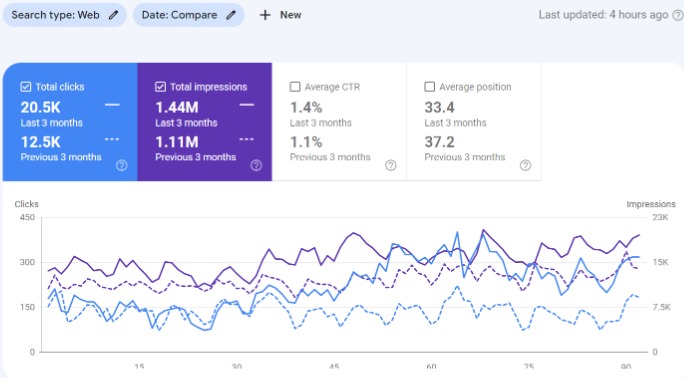 Search type: Web
Date: Compare
+ New
Last updated: 4 hours ago
Total clicks
20.5K
Last 3 months
12.5K
Previous 3 months
Total impressions
1.44M
Last 3 months
1.11M
Previous 3 months
Average CTR
1.4%
Last 3 months
1.1%
Previous 3 months
Average position
33.4
Last 3 months
37.2
Previous 3 months
Clicks
Impressions
450
300
150
0
23K
15K
7.5K
0
15
30
45
60
75
90